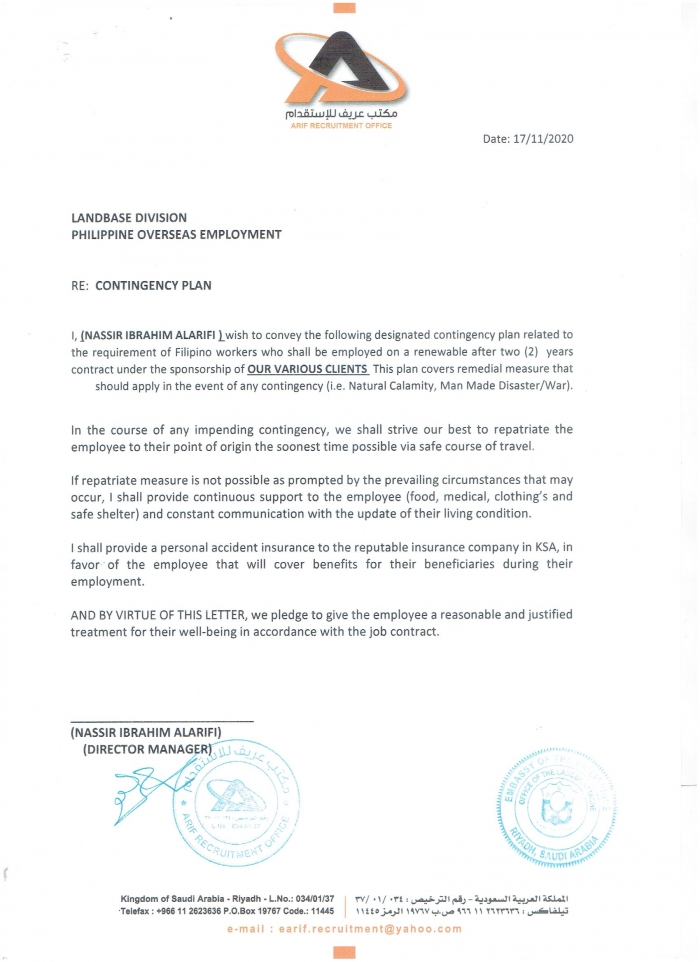 مكتب عريف للإستقدام
ARIF RECRUITMENT OFFICE
Date: 17/11/2020
LANDBASE DIVISION
PHILIPPINE OVERSEAS EMPLOYMENT
RE: CONTINGENCY PLAN
I, (NASSIR IBRAHIM ALARIFI ) wish to convey the following designated contingency plan related to
the requirement of Filipino workers who shall be employed on a renewable after two (2) years
contract under the sponsorship of OUR VARIOUS CLIENTS This plan covers remedial measure that
should apply in the event of any contingency (i.e. Natural Calamity, Man Made Disaster/War).
In the course of any impending contingency, we shall strive our best to repatriate the
employee to their point of origin the soonest time possible via safe course of travel.
If repatriate measure is not possible as prompted by the prevailing circumstances that may
occur, I shall provide continuous support to the employee (food, medical, clothing's and
safe shelter) and constant communication with the update of their living condition.
I shall provide a personal accident insurance to the reputable insurance company in KSA, in
favor of the employee that will cover benefits for their beneficiaries during their
employment.
AND BY VIRTUE OF THIS LETTER, we pledge to give the employee a reasonable and justified
treatment for their well-being in accordance with the job contract.
(NASSIR IBRAHIM ALARIFI)
(DIRECTOR MANAGER)
مكتب عريف للإستقدام
ARIF RECRUITMENT OFFICE
EMBASSY OF THE
OFFICE OF THE LABOR
RIYADH, SAUDI ARABIA
Kingdom of Saudi Arabia - Riyadh - L.No.: 034/01/37
المملكة العربية السعودية - رقم الترخيص : ٠٣٤ / ٠١ / ٣٧
Telefax : +966 11 2623636 P.O.Box 19767 Code.: 11445
تيلفاكس : ٢٦٢٣٦٣٦ ١١ ٩٦٦ ص.ب ١٩٧٦٧ الرمز ١١٤٤٥
e-mail : earif.recruitment@yahoo.com